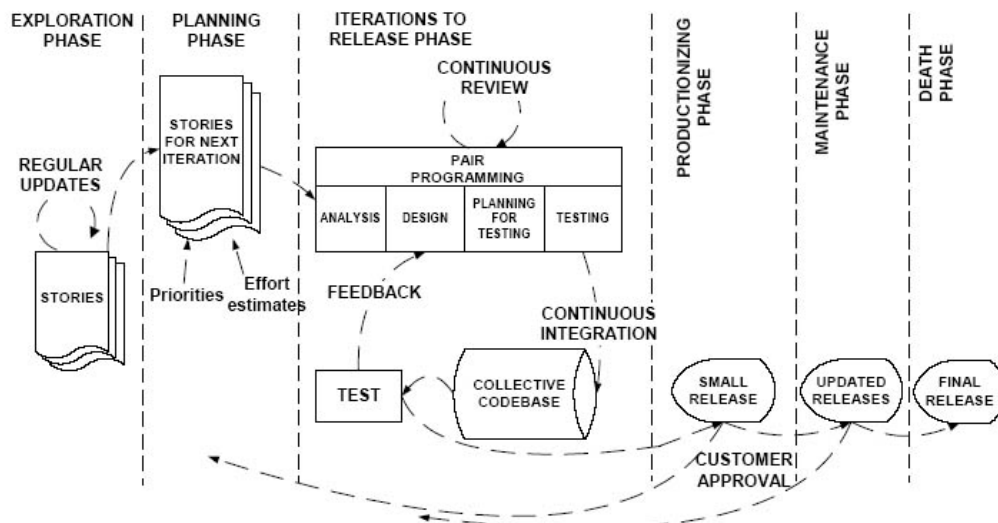 EXPLORATION
PHASE
PLANNING
PHASE
ITERATIONS TO
RELEASE PHASE
PRODUCTIONIZING
PHASE
MAINTENANCE
PHASE
DEATH
PHASE
CONTINUOUS
REVIEW
REGULAR
UPDATES
STORIES
FOR NEXT
ITERATION
PAIR
PROGRAMMING
ANALYSIS
DESIGN
PLANNING
FOR
TESTING
TESTING
STORIES
Priorities
Effort
estimates
FEEDBACK
CONTINUOUS
INTEGRATION
TEST
COLLECTIVE
CODEBASE
SMALL
RELEASE
UPDATED
RELEASES
FINAL
RELEASE
CUSTOMER
APPROVAL